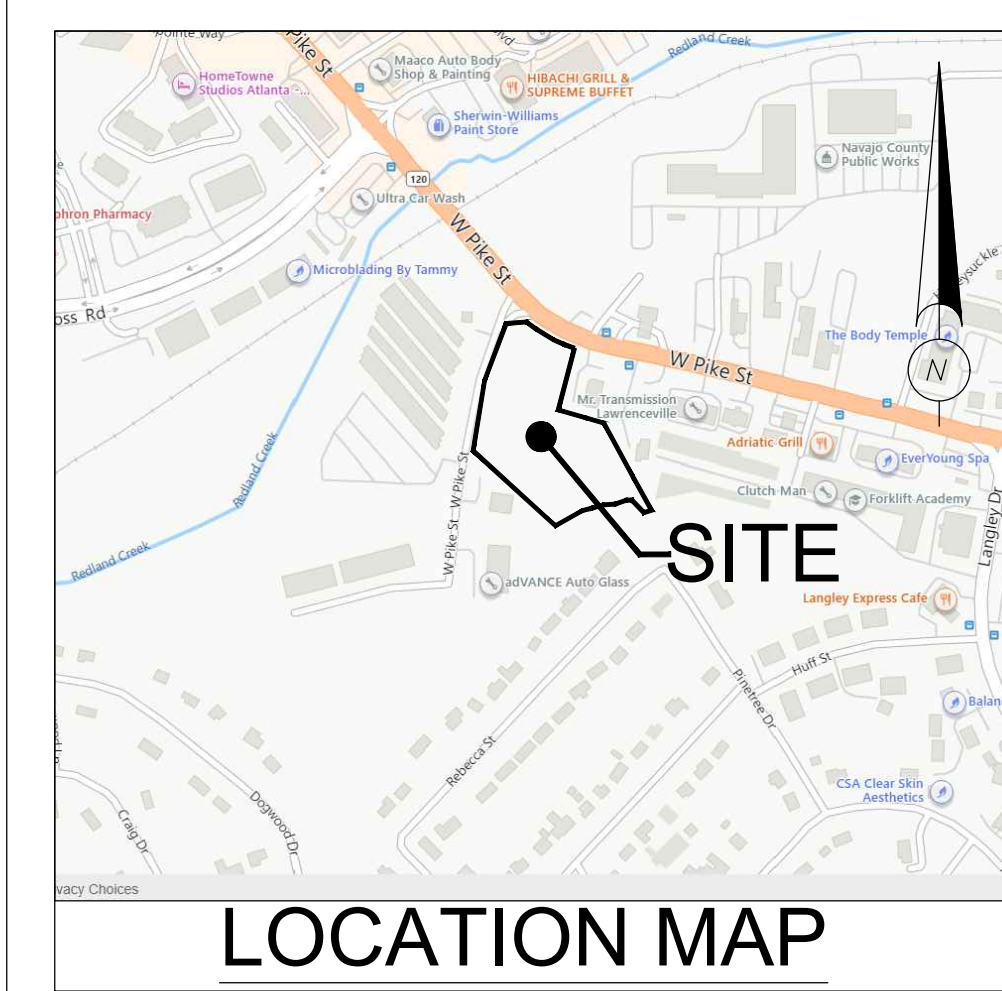 Pointe Way
Pike St
Blvd
Redland Creek
HomeTowne
Studios Atlanta -...
Maaco Auto Body
Shop & Painting
HIBACHI GRILL &
SUPREME BUFFET
Sherwin-Williams
Paint Store
Navajo County
Public Works
120
Ultra Car Wash
W Pike St
Microblading By Tammy
oss Rd
W Pike St
The Body Temple
N
Mr. Transmission
Lawrenceville
Adriatic Grill
EverYoung Spa
Redland Creek
W Pike St
W Pike St
Clutch Man
Forklift Academy
Langley Dr
Redland Creek
SITE
adVANCE Auto Glass
Langley Express Cafe
Huff St
Pinetree Dr
Balan
Rebecca St
CSA Clear Skin
Aesthetics
Dogwood Dr
Craig Dr
vacy Choices
LOCATION MAP